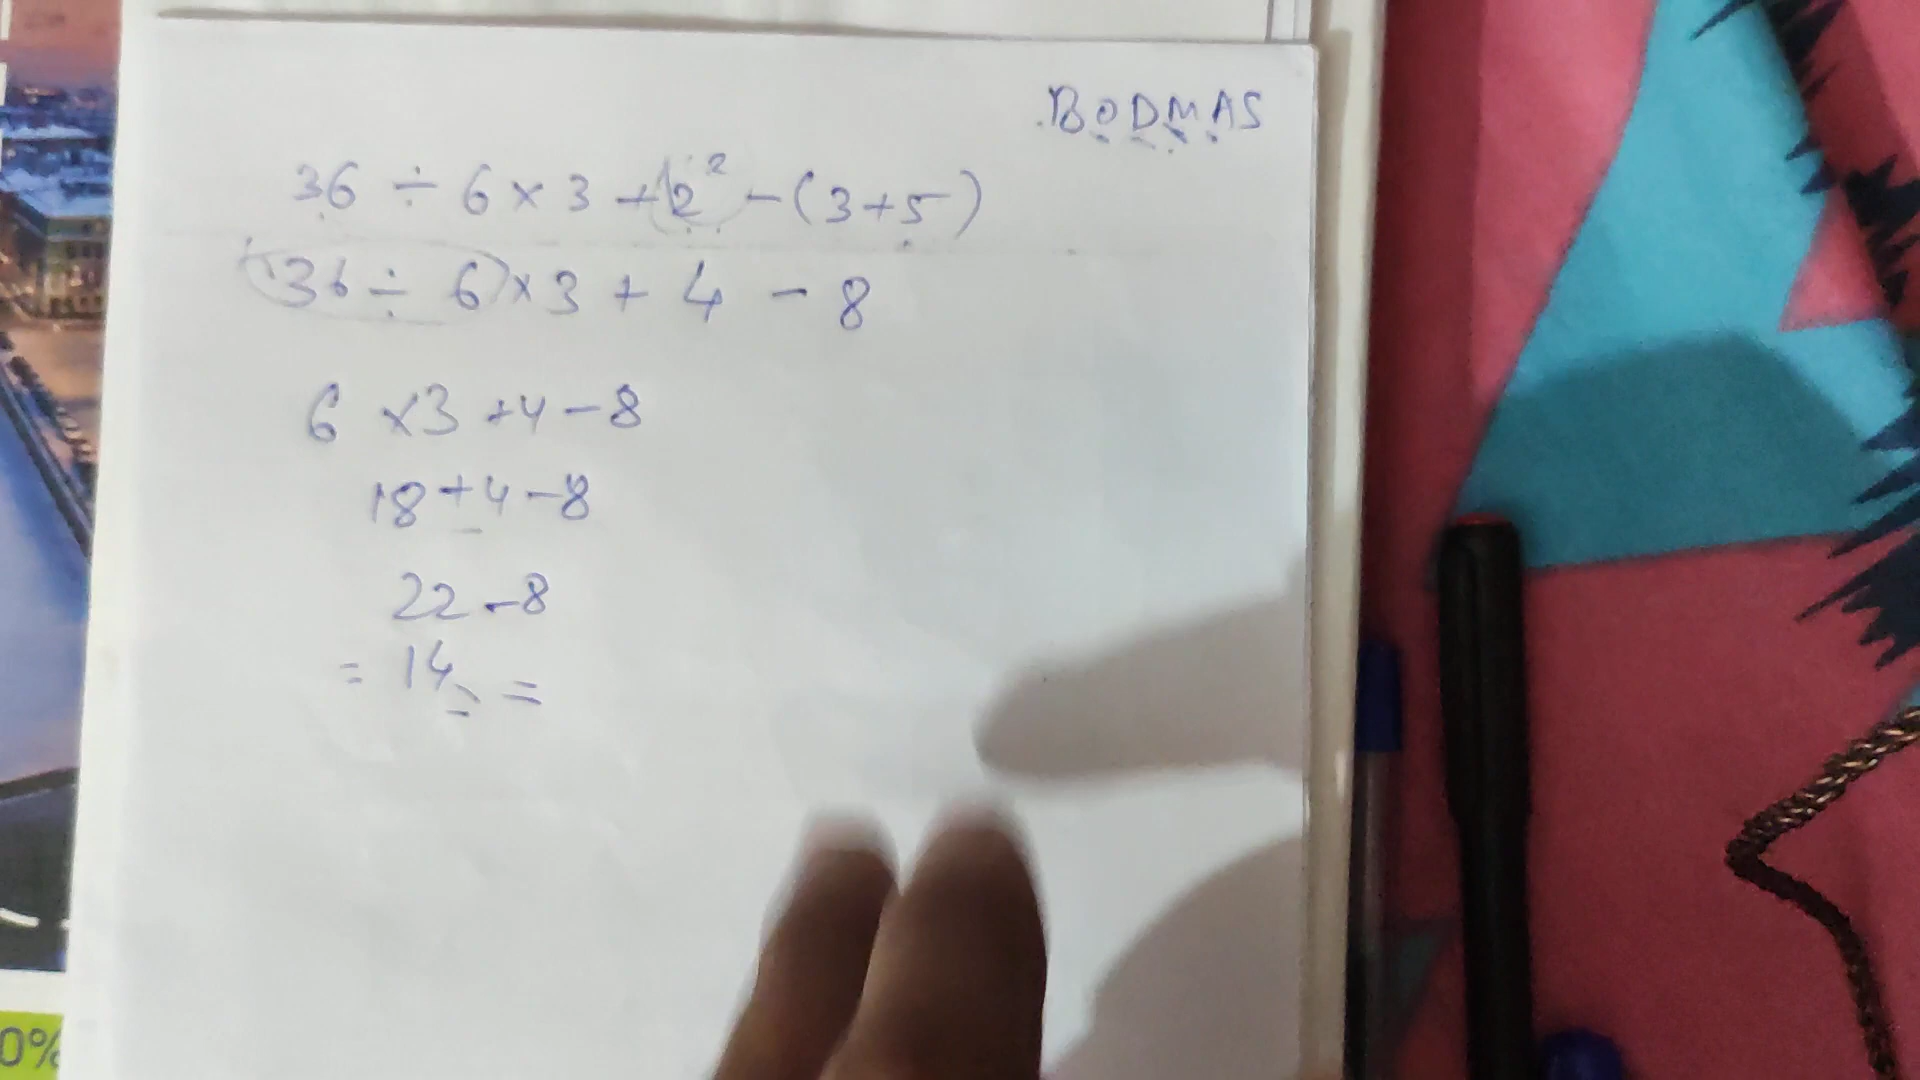 BODMAS
36 ÷ 6 × 3 + 2² - (3 + 5)
36 ÷ 6 × 3 + 4 - 8
6 × 3 + 4 - 8
18 + 4 - 8
22 - 8
= 14 =
0%